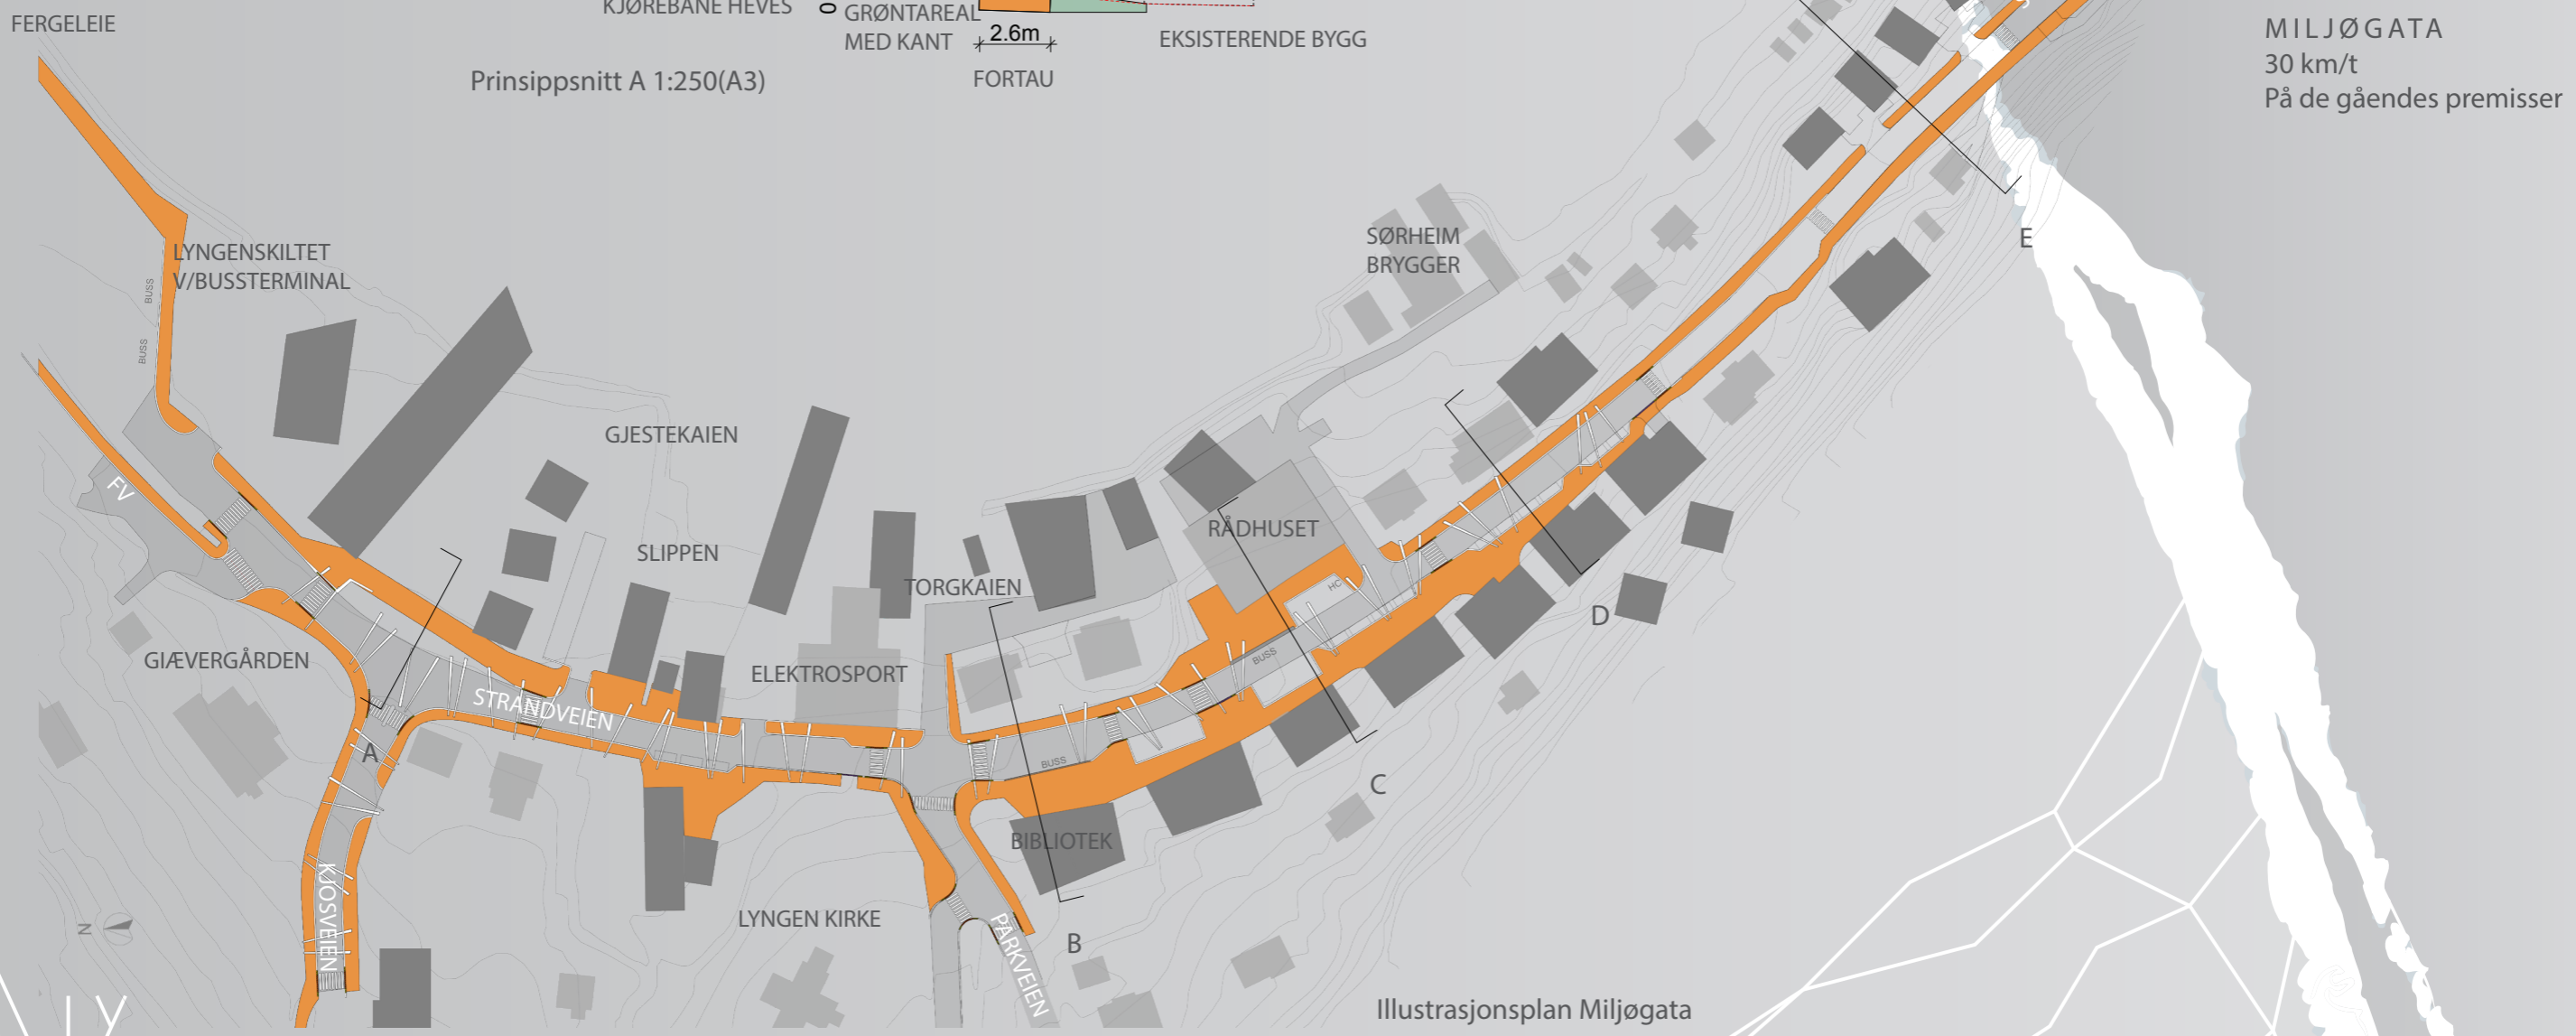 KJØREBANE HEVES
0
GRØNTAREAL
MED KANT
2.6m
EKSISTERENDE BYGG
FORTAU
Prinsippsnitt A 1:250(A3)
FERGELEIE
MILJØGATA
30 km/t
På de gåendes premisser
LYNGENSKILTET
V/BUSSTERMINAL
BUSS
BUSS
SØRHEIM
BRYGGER
E
GJESTEKAIEN
FV
SLIPPEN
RÅDHUSET
TORGKAIEN
HC
D
GIÆVERGÅRDEN
ELEKTROSPORT
BUSS
STRANDVEIEN
A
BUSS
C
BIBLIOTEK
KJOSVEIEN
LYNGEN KIRKE
PARKVEIEN
B
N
Illustrasjonsplan Miljøgata